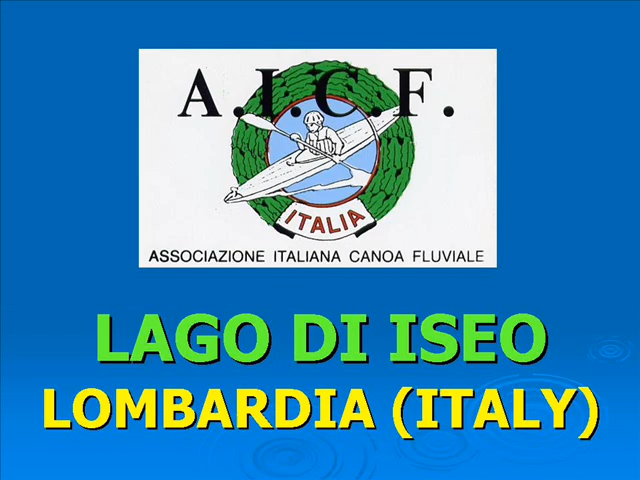 A.I.C.F.
ITALIA
ASSOCIAZIONE ITALIANA CANOA FLUVIALE
LAGO DI ISEO
LOMBARDIA (ITALY)